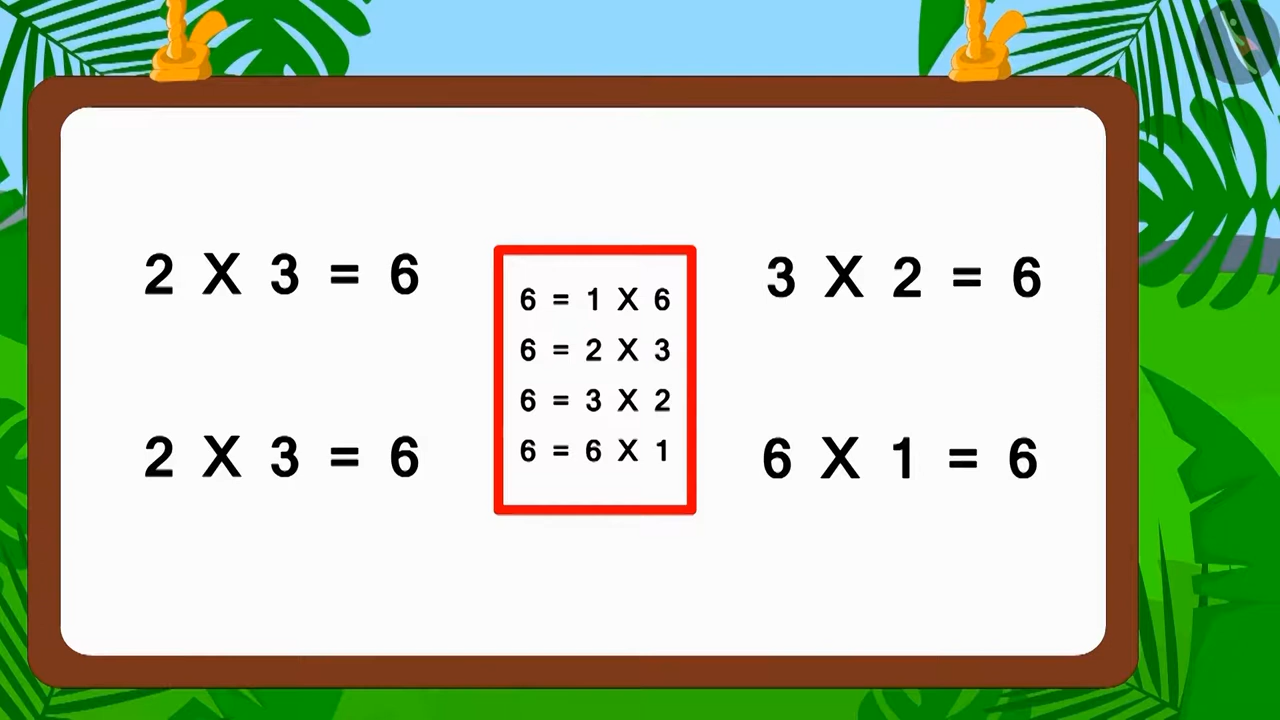 2 X 3 = 6
2 X 3 = 6
6 = 1 X 6
6 = 2 X 3
6 = 3 X 2
6 = 6 X 1
3 X 2 = 6
6 X 1 = 6